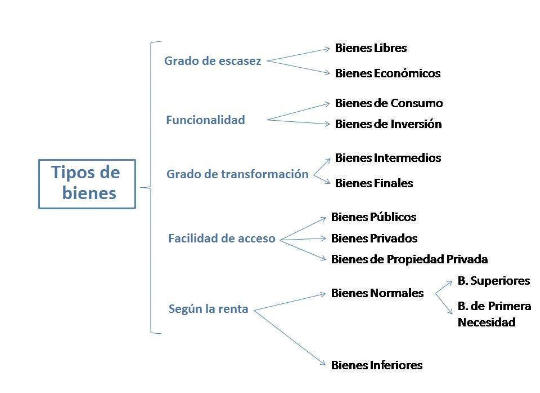 Tipos de
bienes
Grado de escasez
Bienes Libres
Bienes Económicos
Funcionalidad
Bienes de Consumo
Bienes de Inversión
Grado de transformación
Bienes Intermedios
Bienes Finales
Facilidad de acceso
Bienes Públicos
Bienes Privados
Bienes de Propiedad Privada
Según la renta
Bienes Normales
B. Superiores
B. de Primera
Necesidad
Bienes Inferiores